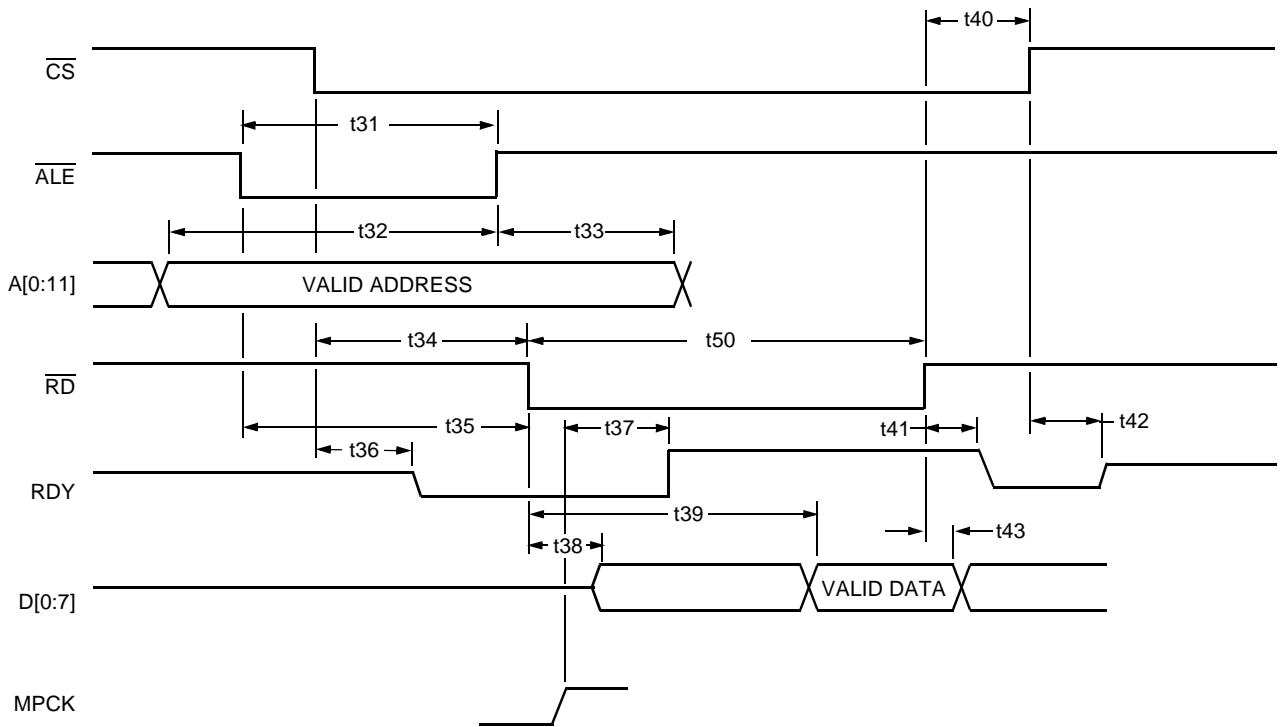 t40
CS
t31
ALE
t32
t33
A[0:11]
VALID ADDRESS
t34
t50
RD
t35
t37
t41
t42
t36
RDY
t39
t38
t43
D[0:7]
VALID DATA
MPCK